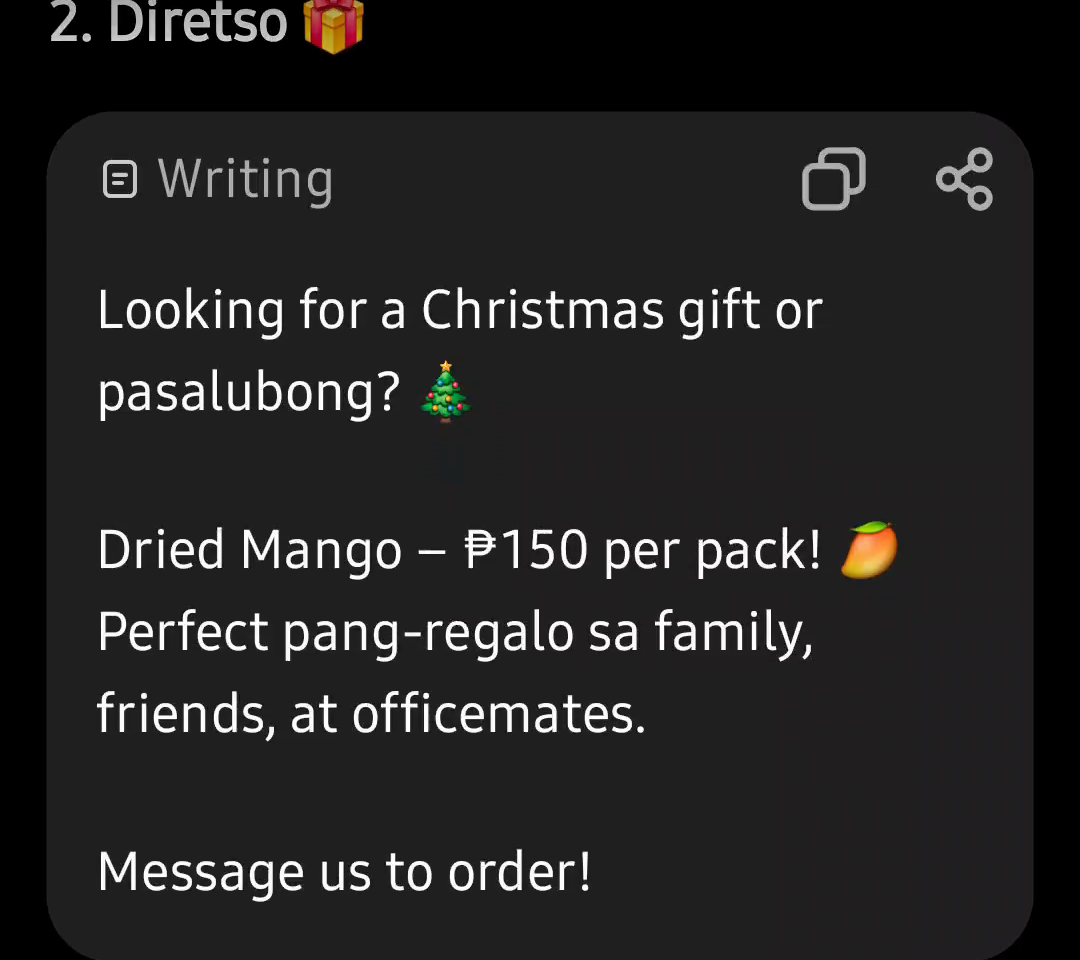 2. Diretso 🎁
Writing
Looking for a Christmas gift or
pasalubong? 🎄
Dried Mango – ₱150 per pack! 🥭
Perfect pang-regalo sa family,
friends, at officemates.
Message us to order!